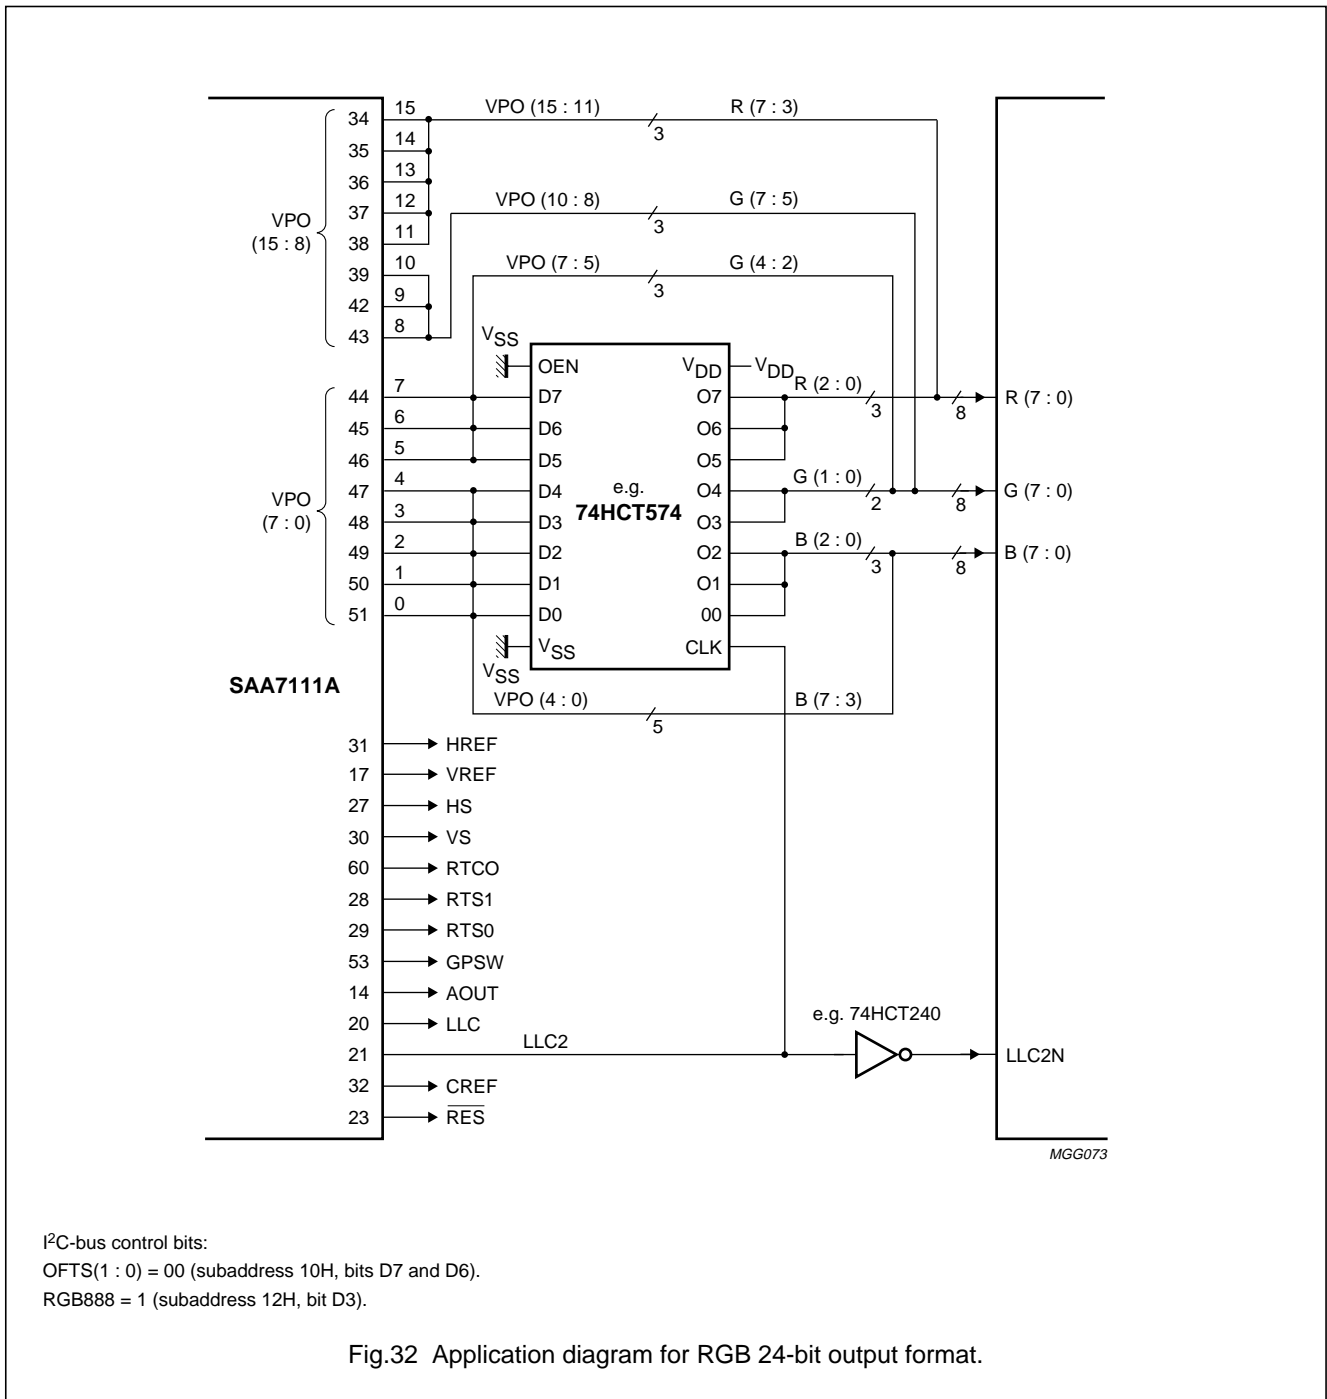 34 15 VPO (15 : 11) 3 R (7 : 3)
35 14
36 13
37 12 VPO (10 : 8) 3 G (7 : 5)
VPO
(15 : 8)
38 11
39 10 VPO (7 : 5) 3 G (4 : 2)
42 9
43 8
VSS
OEN VDD VDD
44 7 D7 O7 R (2 : 0) 3 8 R (7 : 0)
45 6 D6 O6
46 5 D5 O5
47 4 D4 e.g. O4 G (1 : 0) 2 8 G (7 : 0)
VPO
(7 : 0)
48 3 D3 74HCT574 O3
49 2 D2 O2 B (2 : 0) 3 8 B (7 : 0)
50 1 D1 O1
51 0 D0 00
VSS CLK
VSS
SAA7111A
VPO (4 : 0) 5 B (7 : 3)
31 HREF
17 VREF
27 HS
30 VS
60 RTCO
28 RTS1
29 RTS0
53 GPSW
14 AOUT
20 LLC
e.g. 74HCT240
21 LLC2 LLC2N
32 CREF
23 RES
MGG073
I2C-bus control bits:
OFTS(1 : 0) = 00 (subaddress 10H, bits D7 and D6).
RGB888 = 1 (subaddress 12H, bit D3).
Fig.32 Application diagram for RGB 24-bit output format.